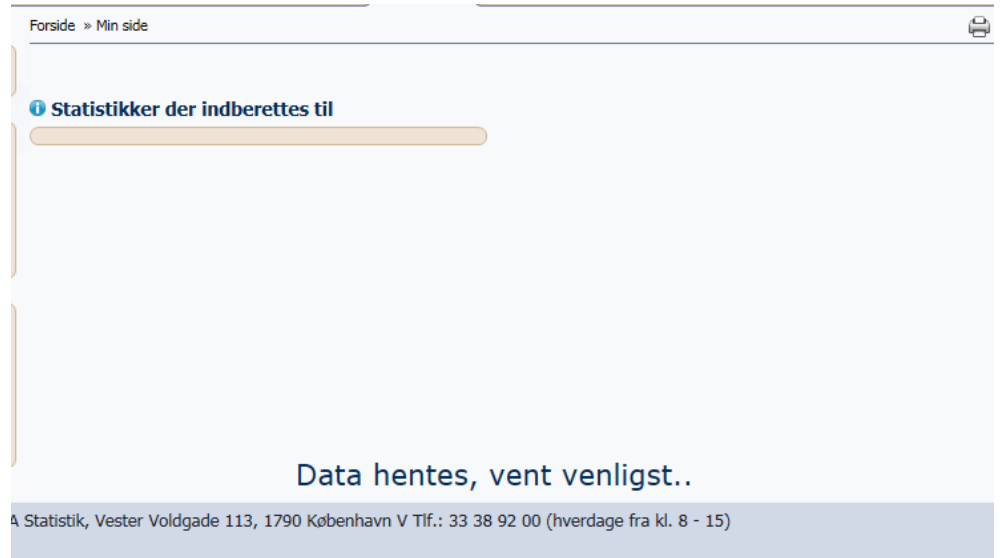 Forside » Min side
Statistikker der indberettes til
Data hentes, vent venligst..
A Statistik, Vester Voldgade 113, 1790 København V Tlf.: 33 38 92 00 (hverdage fra kl. 8 - 15)